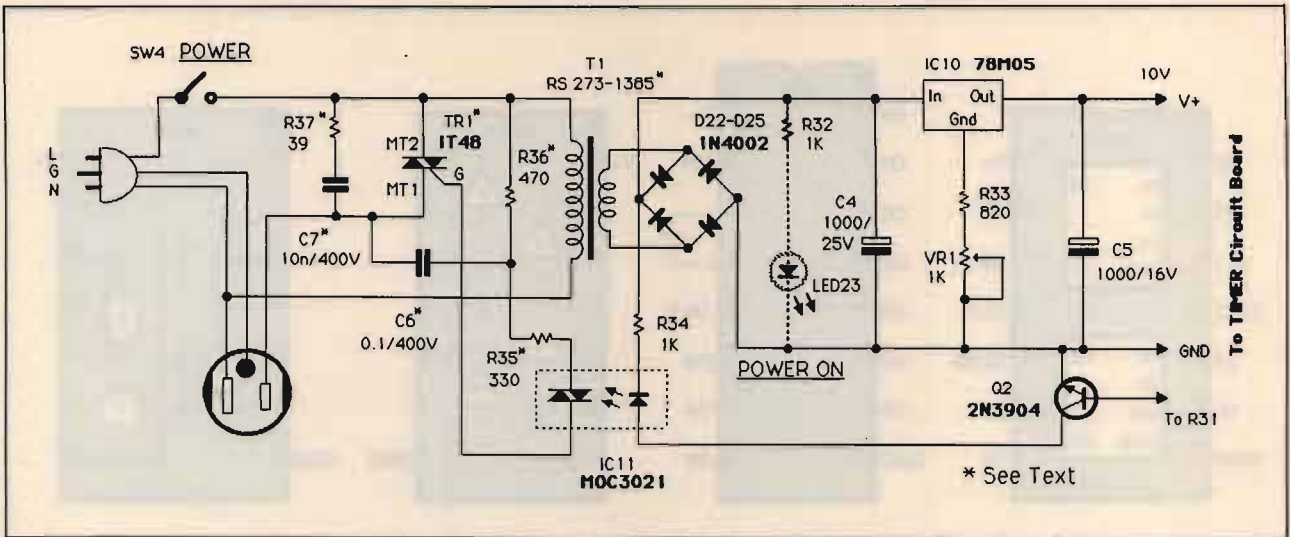 SW4 POWER
L
G
N
R37*
39
C7*
10n/400V
MT2
MT1
TR1*
IT48
G
R36*
470
C6*
0.1/400V
R35*
330
T1
RS 273-1385*
D22-D25
1N4002
R34
1K
IC11
MOC3021
R32
1K
LED23
POWER ON
C4
1000/
25V
IC10 78M05
In
Out
Gnd
R33
820
VR1
1K
C5
1000/16V
10V
V+
GND
Q2
2N3904
To R31
To TIMER Circuit Board
* See Text